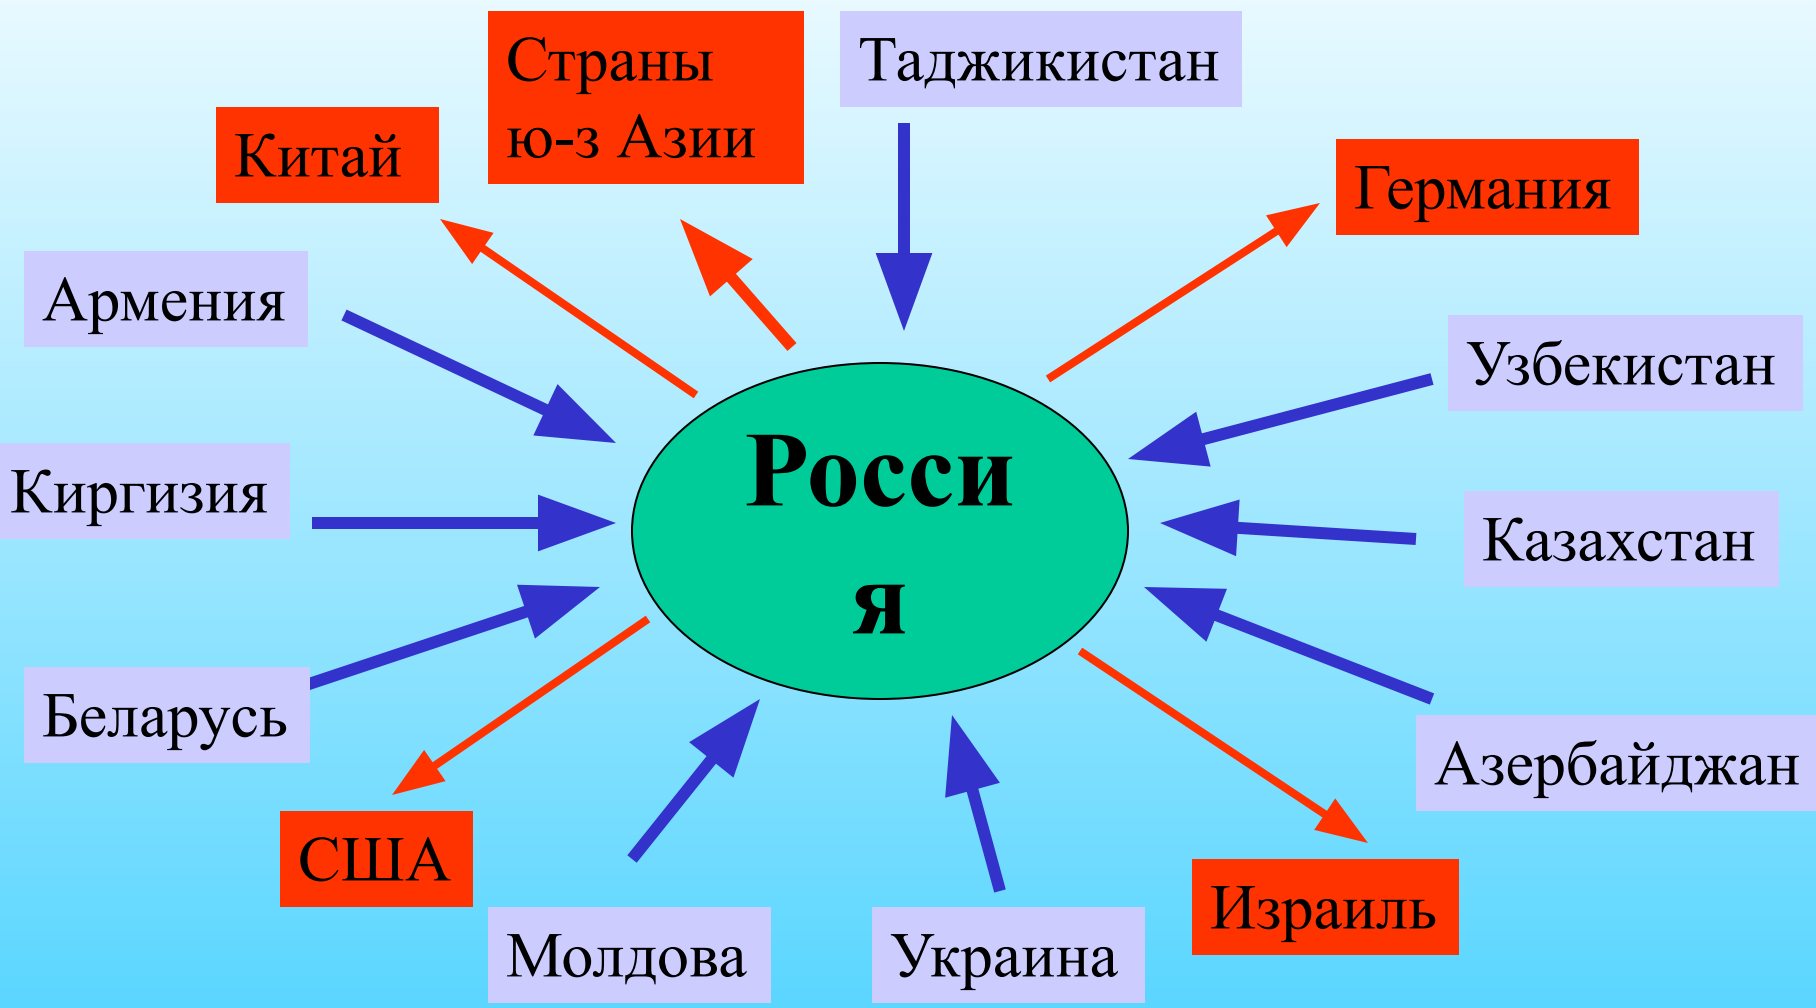 Страны
ю-з Азии
Таджикистан
Китай
Германия
Армения
Узбекистан
Киргизия
Росси
я
Казахстан
Беларусь
Азербайджан
США
Израиль
Молдова
Украина